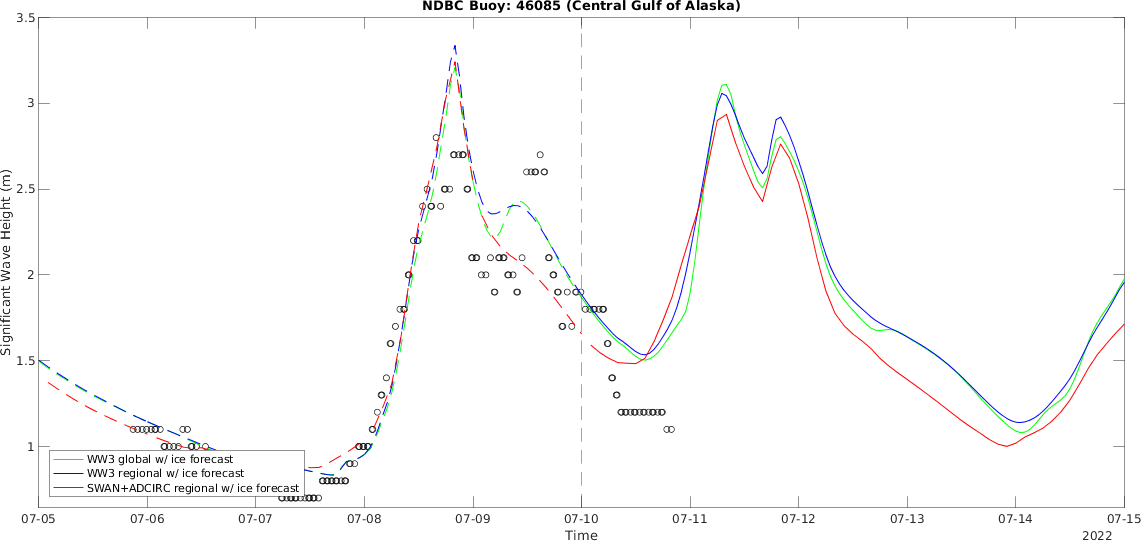 NDBC Buoy: 46085 (Central Gulf of Alaska)
3.5
3
2.5
2
1.5
1
Significant Wave Height (m)
WW3 global w/ ice forecast
WW3 regional w/ ice forecast
SWAN+ADCIRC regional w/ ice forecast
07-05 07-06 07-07 07-08 07-09 07-10 07-11 07-12 07-13 07-14 07-15
Time
2022